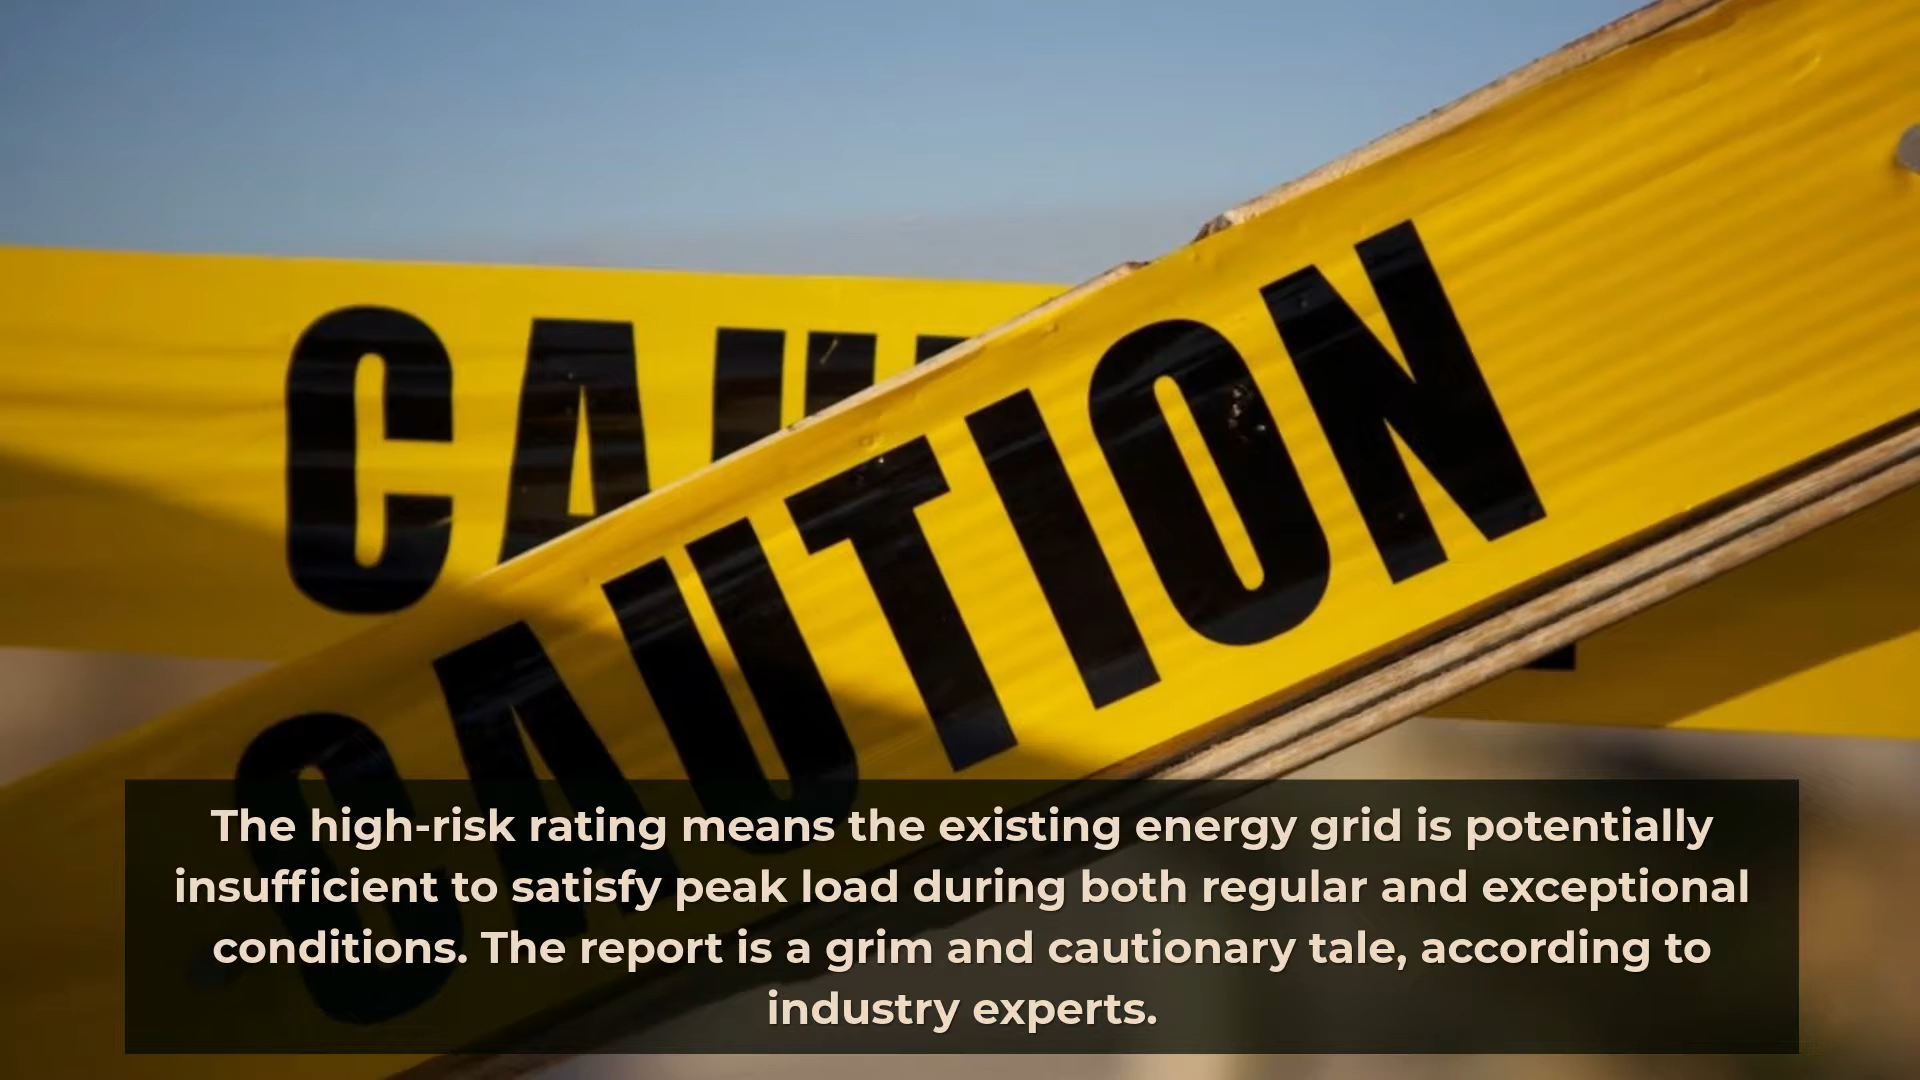 CAU
CAUTION
The high-risk rating means the existing energy grid is potentially
insufficient to satisfy peak load during both regular and exceptional
conditions. The report is a grim and cautionary tale, according to
industry experts.